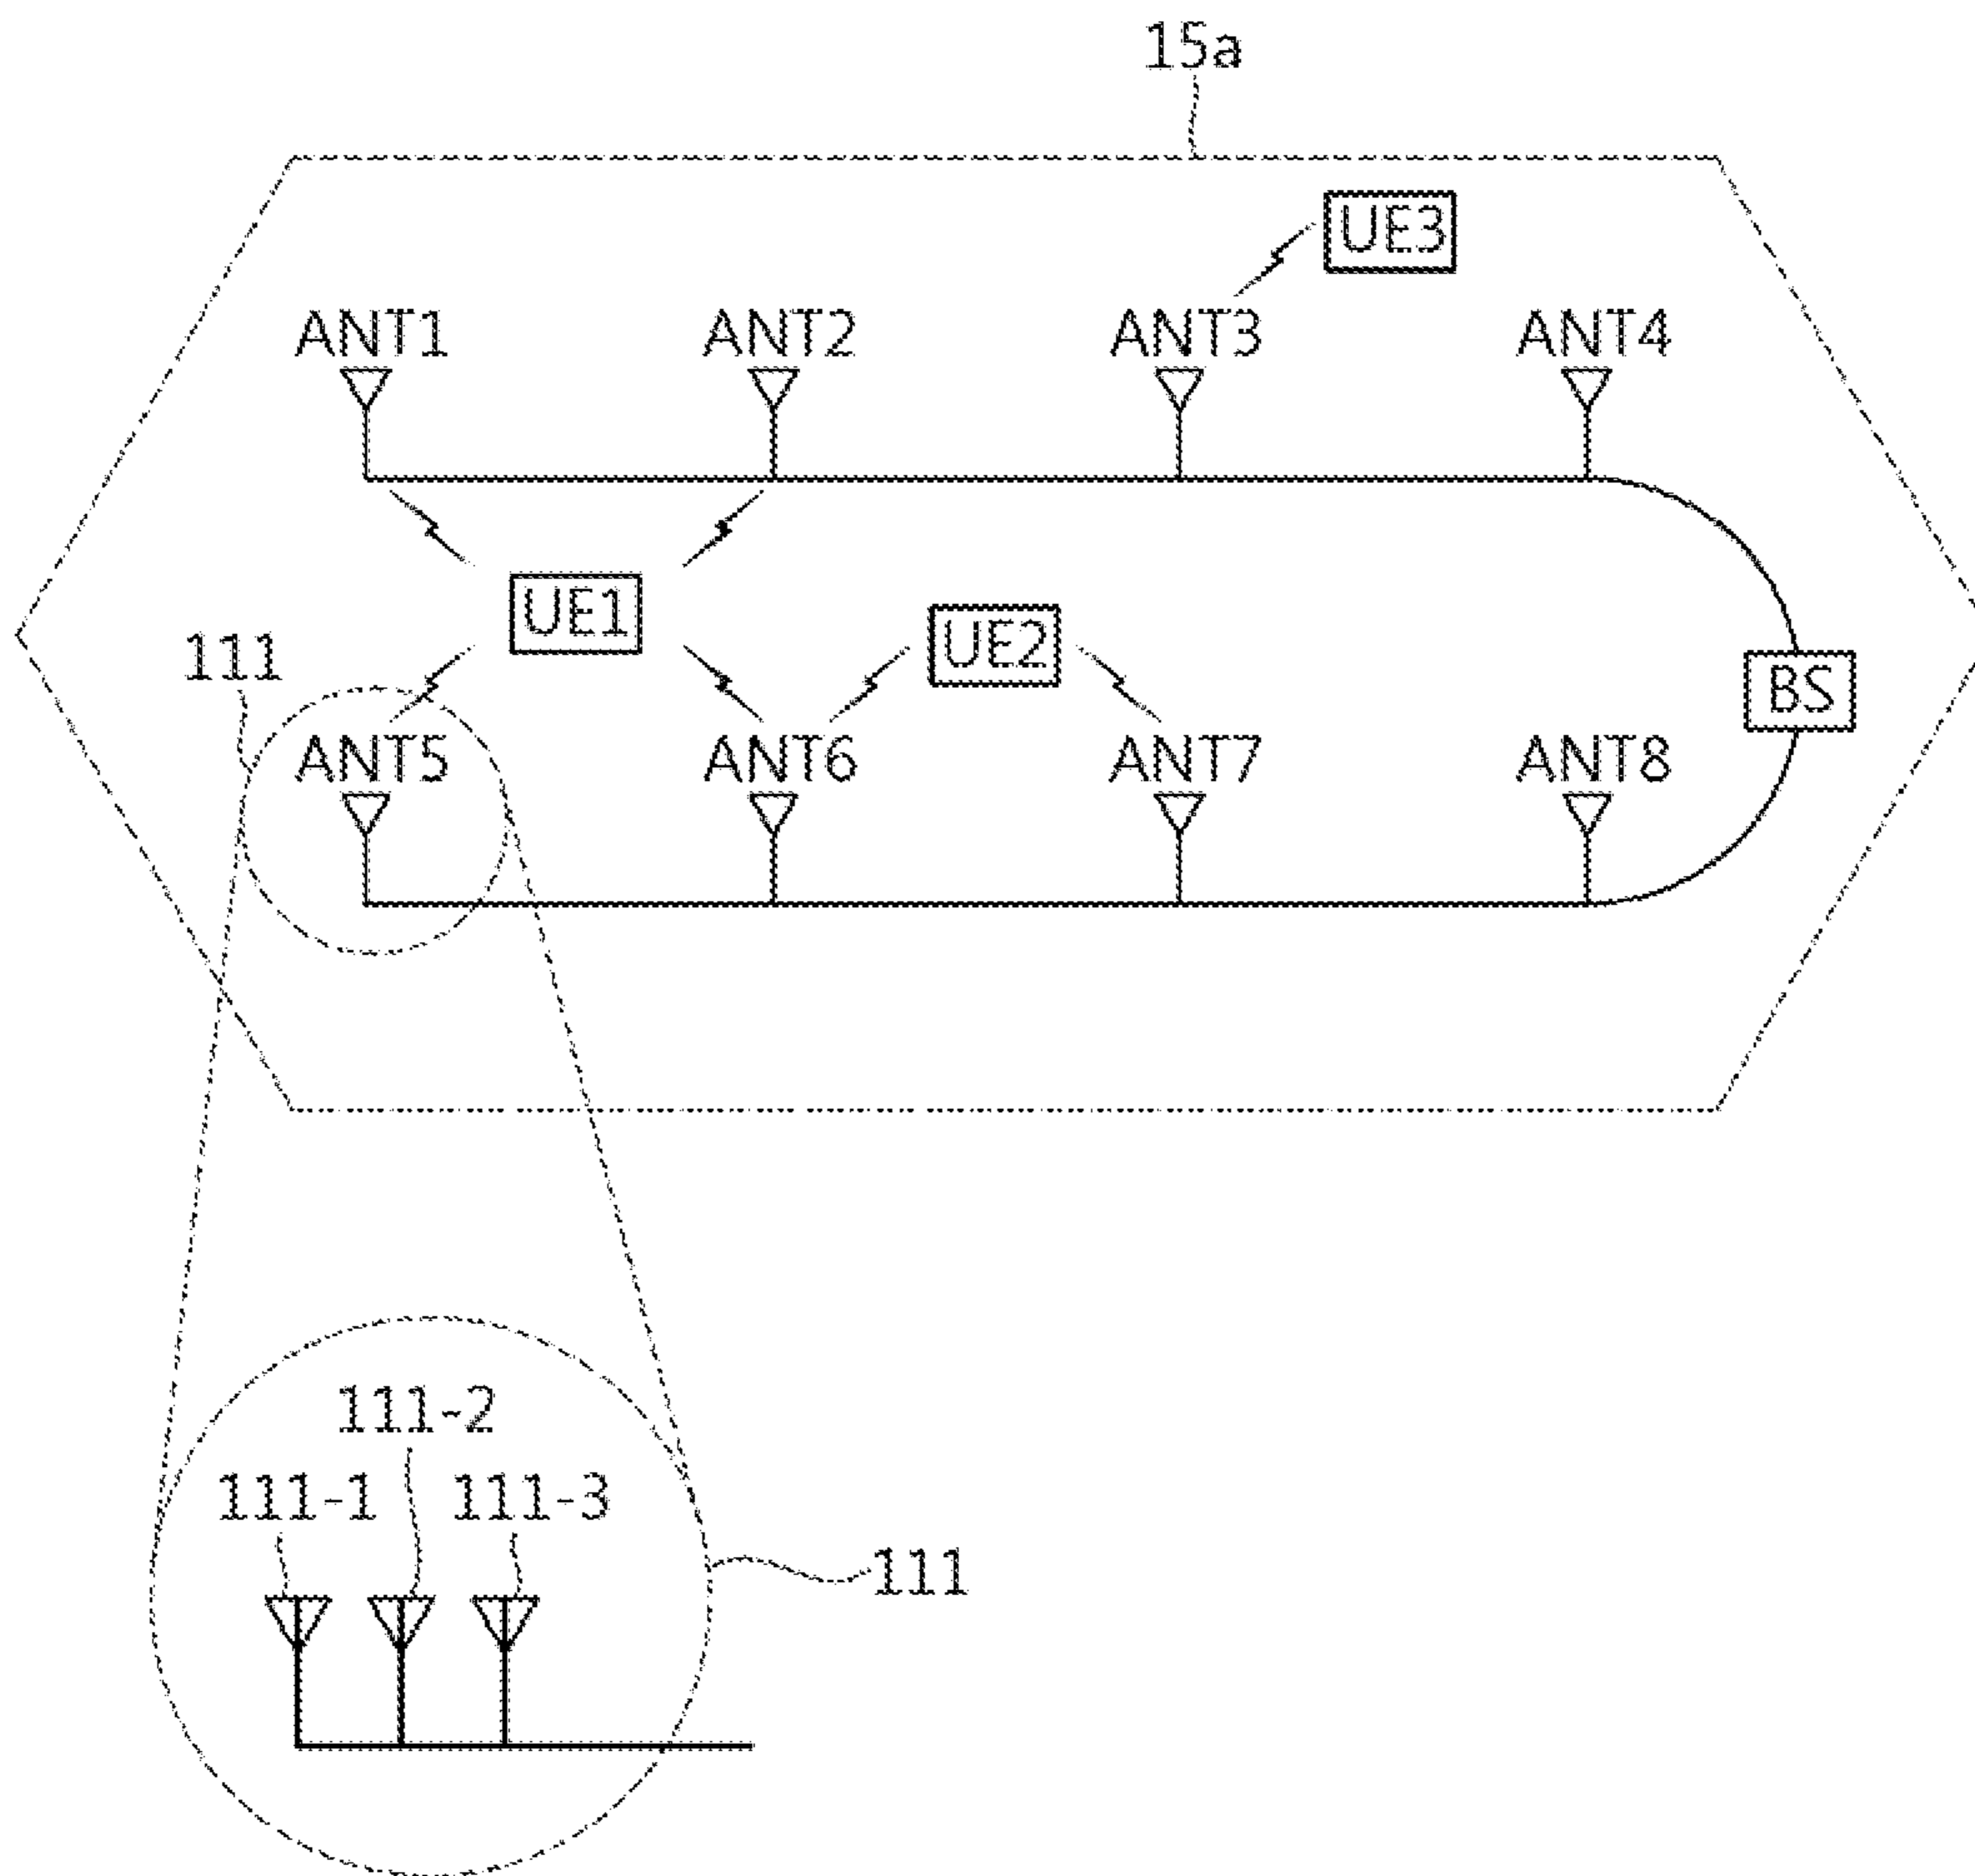 15a
UE3
ANT1 ANT2 ANT3 ANT4
UE1
UE2
111
BS
ANT5 ANT6 ANT7 ANT8
111-2
111-1 111-3
111